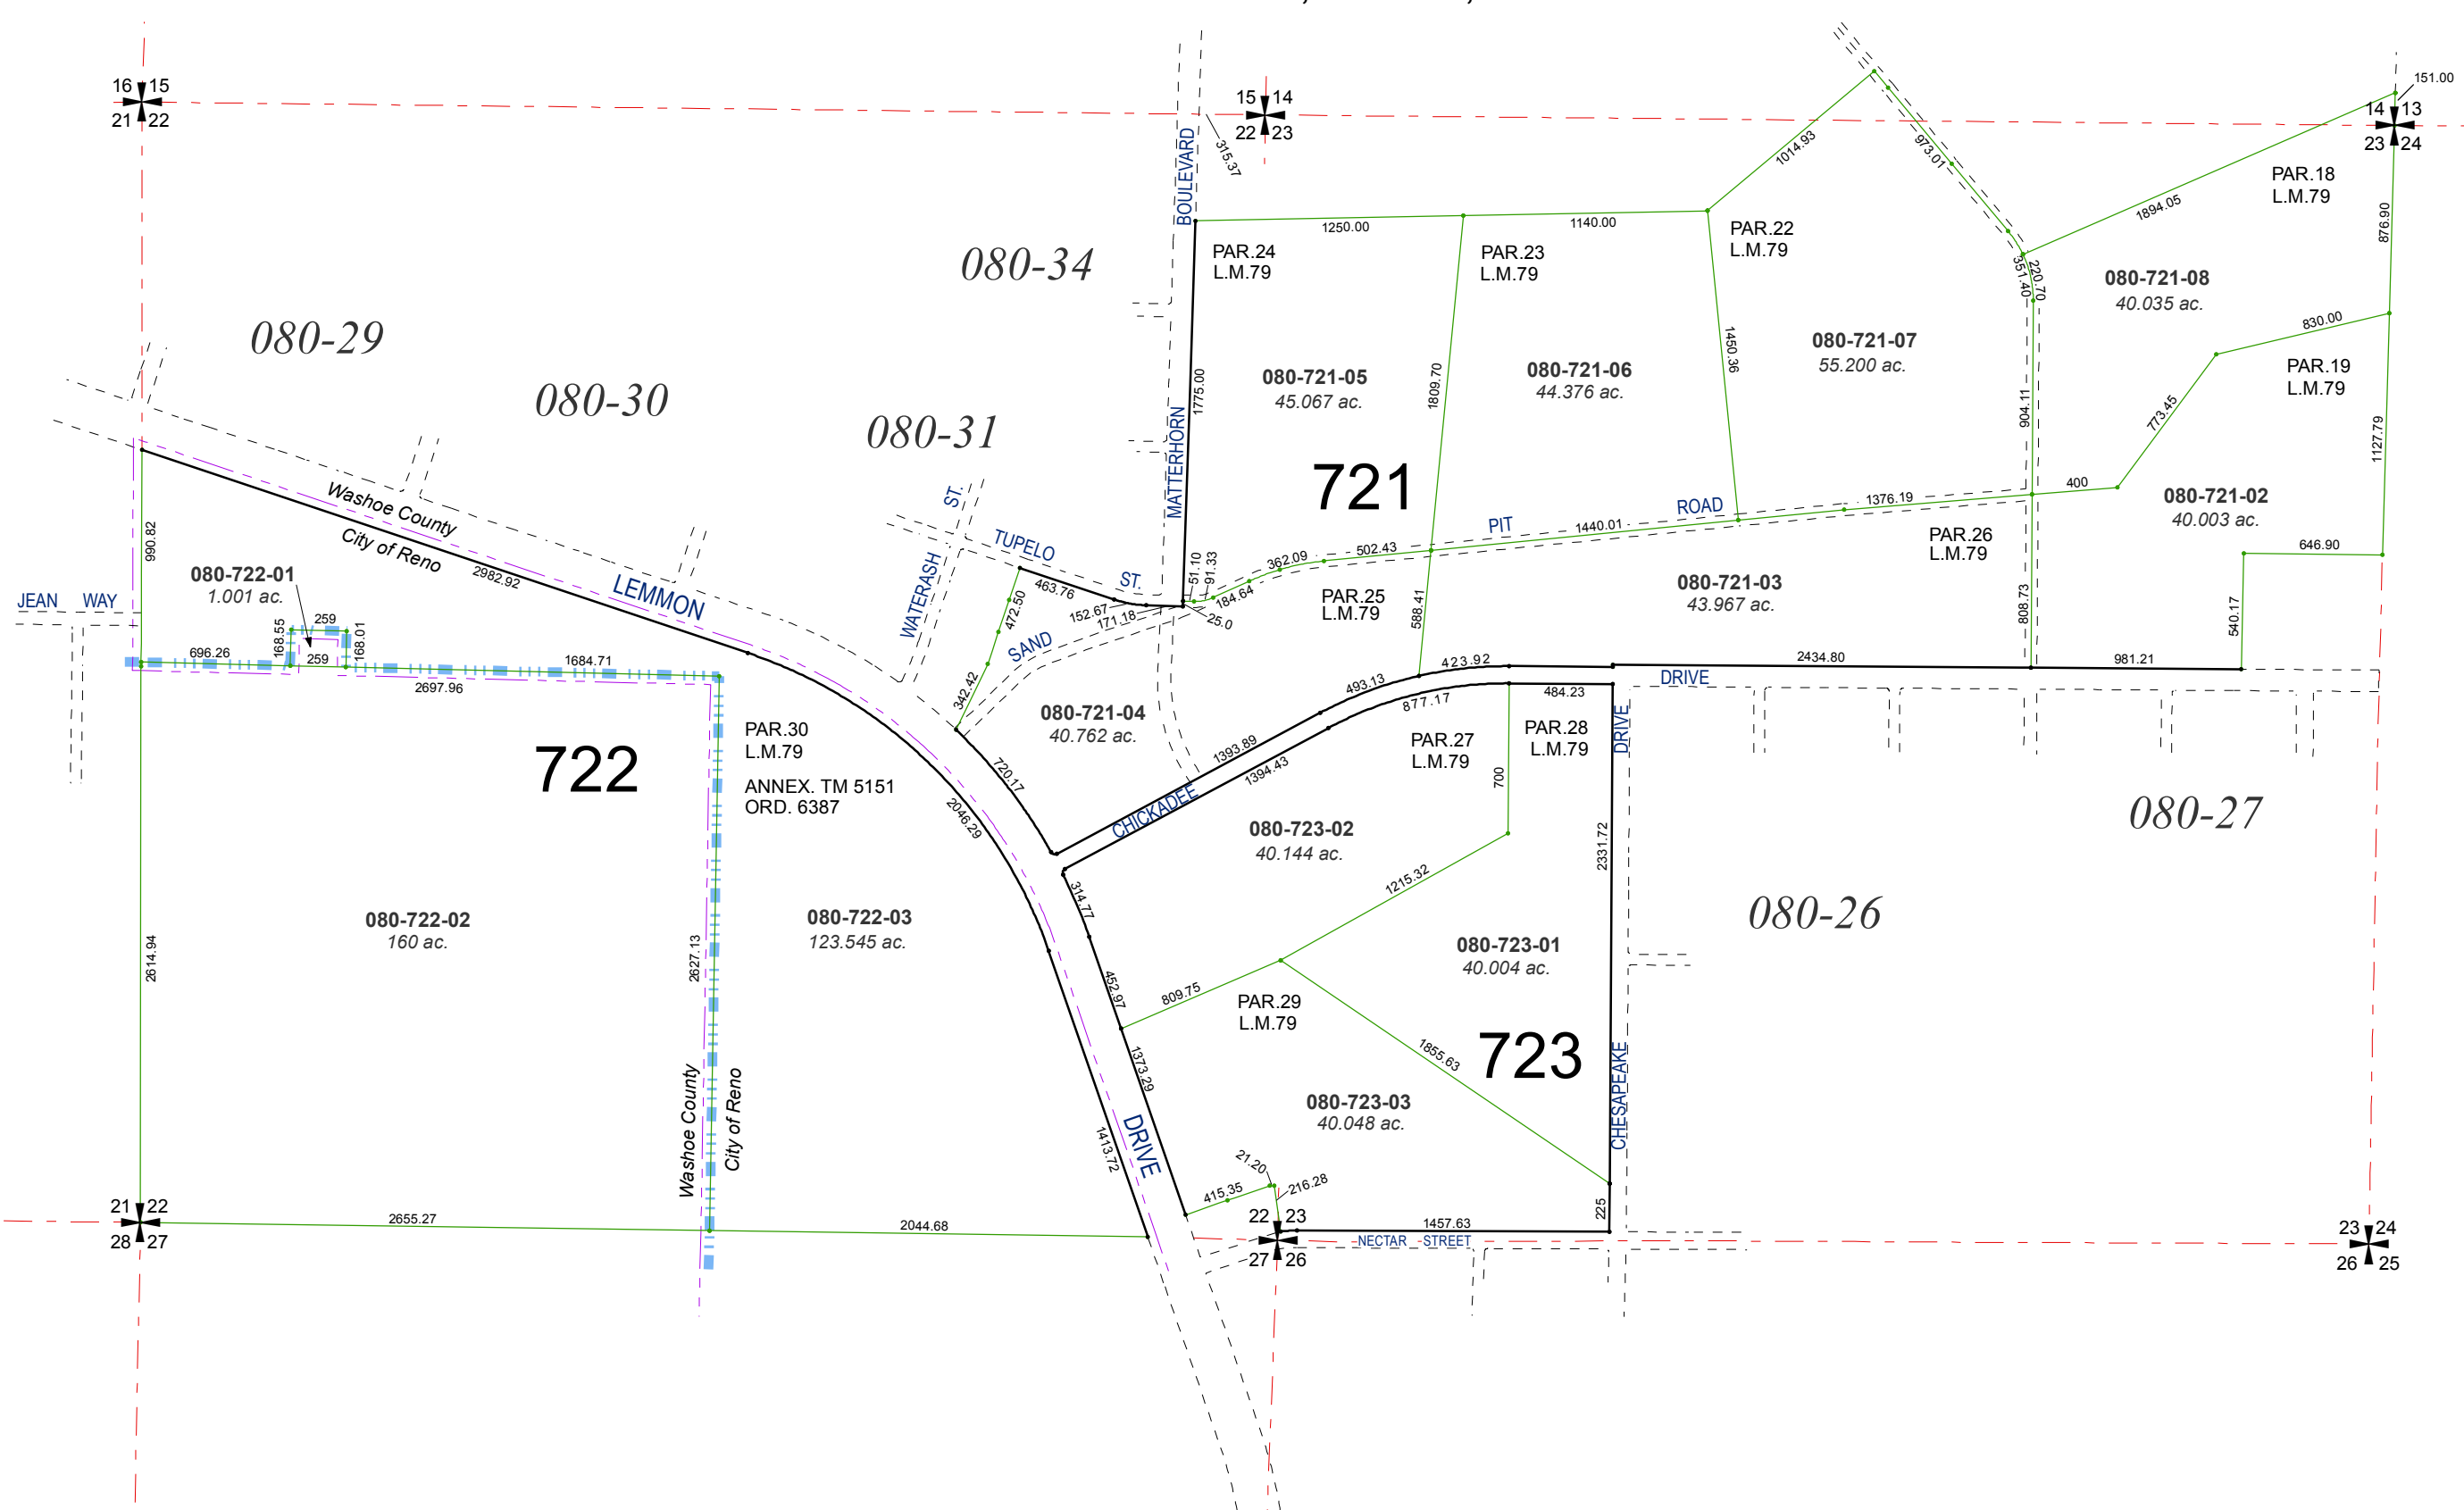 16 15
21 22
15 14
22 23
14 13
23 24
151.00
315.37
BOULEVARD
1014.93
973.01
PAR.18
L.M.79
1894.05
876.90
1250.00
1140.00
PAR.24
L.M.79
PAR.23
L.M.79
PAR.22
L.M.79
351.40
220.70
080-34
080-721-08
40.035 ac.
830.00
080-29
080-30
080-31
1775.00
080-721-05
45.067 ac.
1809.70
080-721-06
44.376 ac.
1450.36
080-721-07
55.200 ac.
904.11
773.45
PAR.19
L.M.79
1127.79
MATTERHORN
721
Washoe County
City of Reno
2982.92
LEMMON
990.82
ST.
TUPELO
ST.
WATERASH
463.76
152.67
171.18
472.50
342.42
SAND
51.10
91.33
184.64
25.0
362.09
502.43
PIT
1440.01
ROAD
1376.19
400
080-721-02
40.003 ac.
646.90
540.17
PAR.26
L.M.79
080-721-03
43.967 ac.
808.73
PAR.25
L.M.79
588.41
JEAN WAY
080-722-01
1.001 ac.
259
168.55
168.01
259
696.26
1684.71
2697.96
423.92
493.13
877.17
484.23
2434.80
981.21
DRIVE
DRIVE
080-721-04
40.762 ac.
720.17
1393.89
1394.43
CHICKADEE
PAR.27
L.M.79
PAR.28
L.M.79
700
722
PAR.30
L.M.79
ANNEX. TM 5151
ORD. 6387
2046.29
080-723-02
40.144 ac.
1215.32
2331.72
080-27
080-26
314.77
452.97
809.75
080-722-02
160 ac.
2614.94
2627.13
080-722-03
123.545 ac.
080-723-01
40.004 ac.
PAR.29
L.M.79
1373.29
1855.63
723
CHESAPEAKE
Washoe County
City of Reno
1413.72
DRIVE
080-723-03
40.048 ac.
21.20
415.35
216.28
225
21 22
28 27
2655.27
2044.68
22 23
27 26
1457.63
NECTAR STREET
23 24
26 25